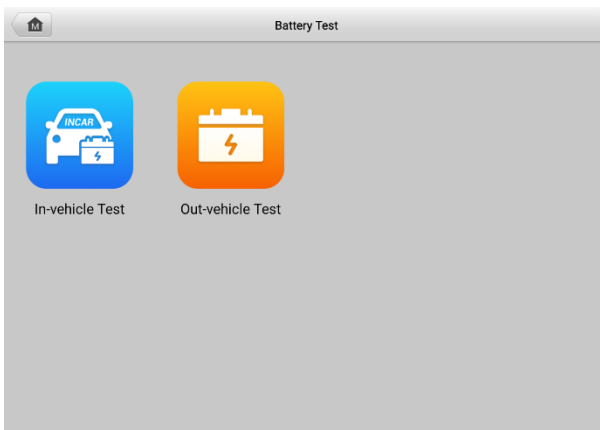 M
Battery Test
INCAR
In-vehicle Test
Out-vehicle Test